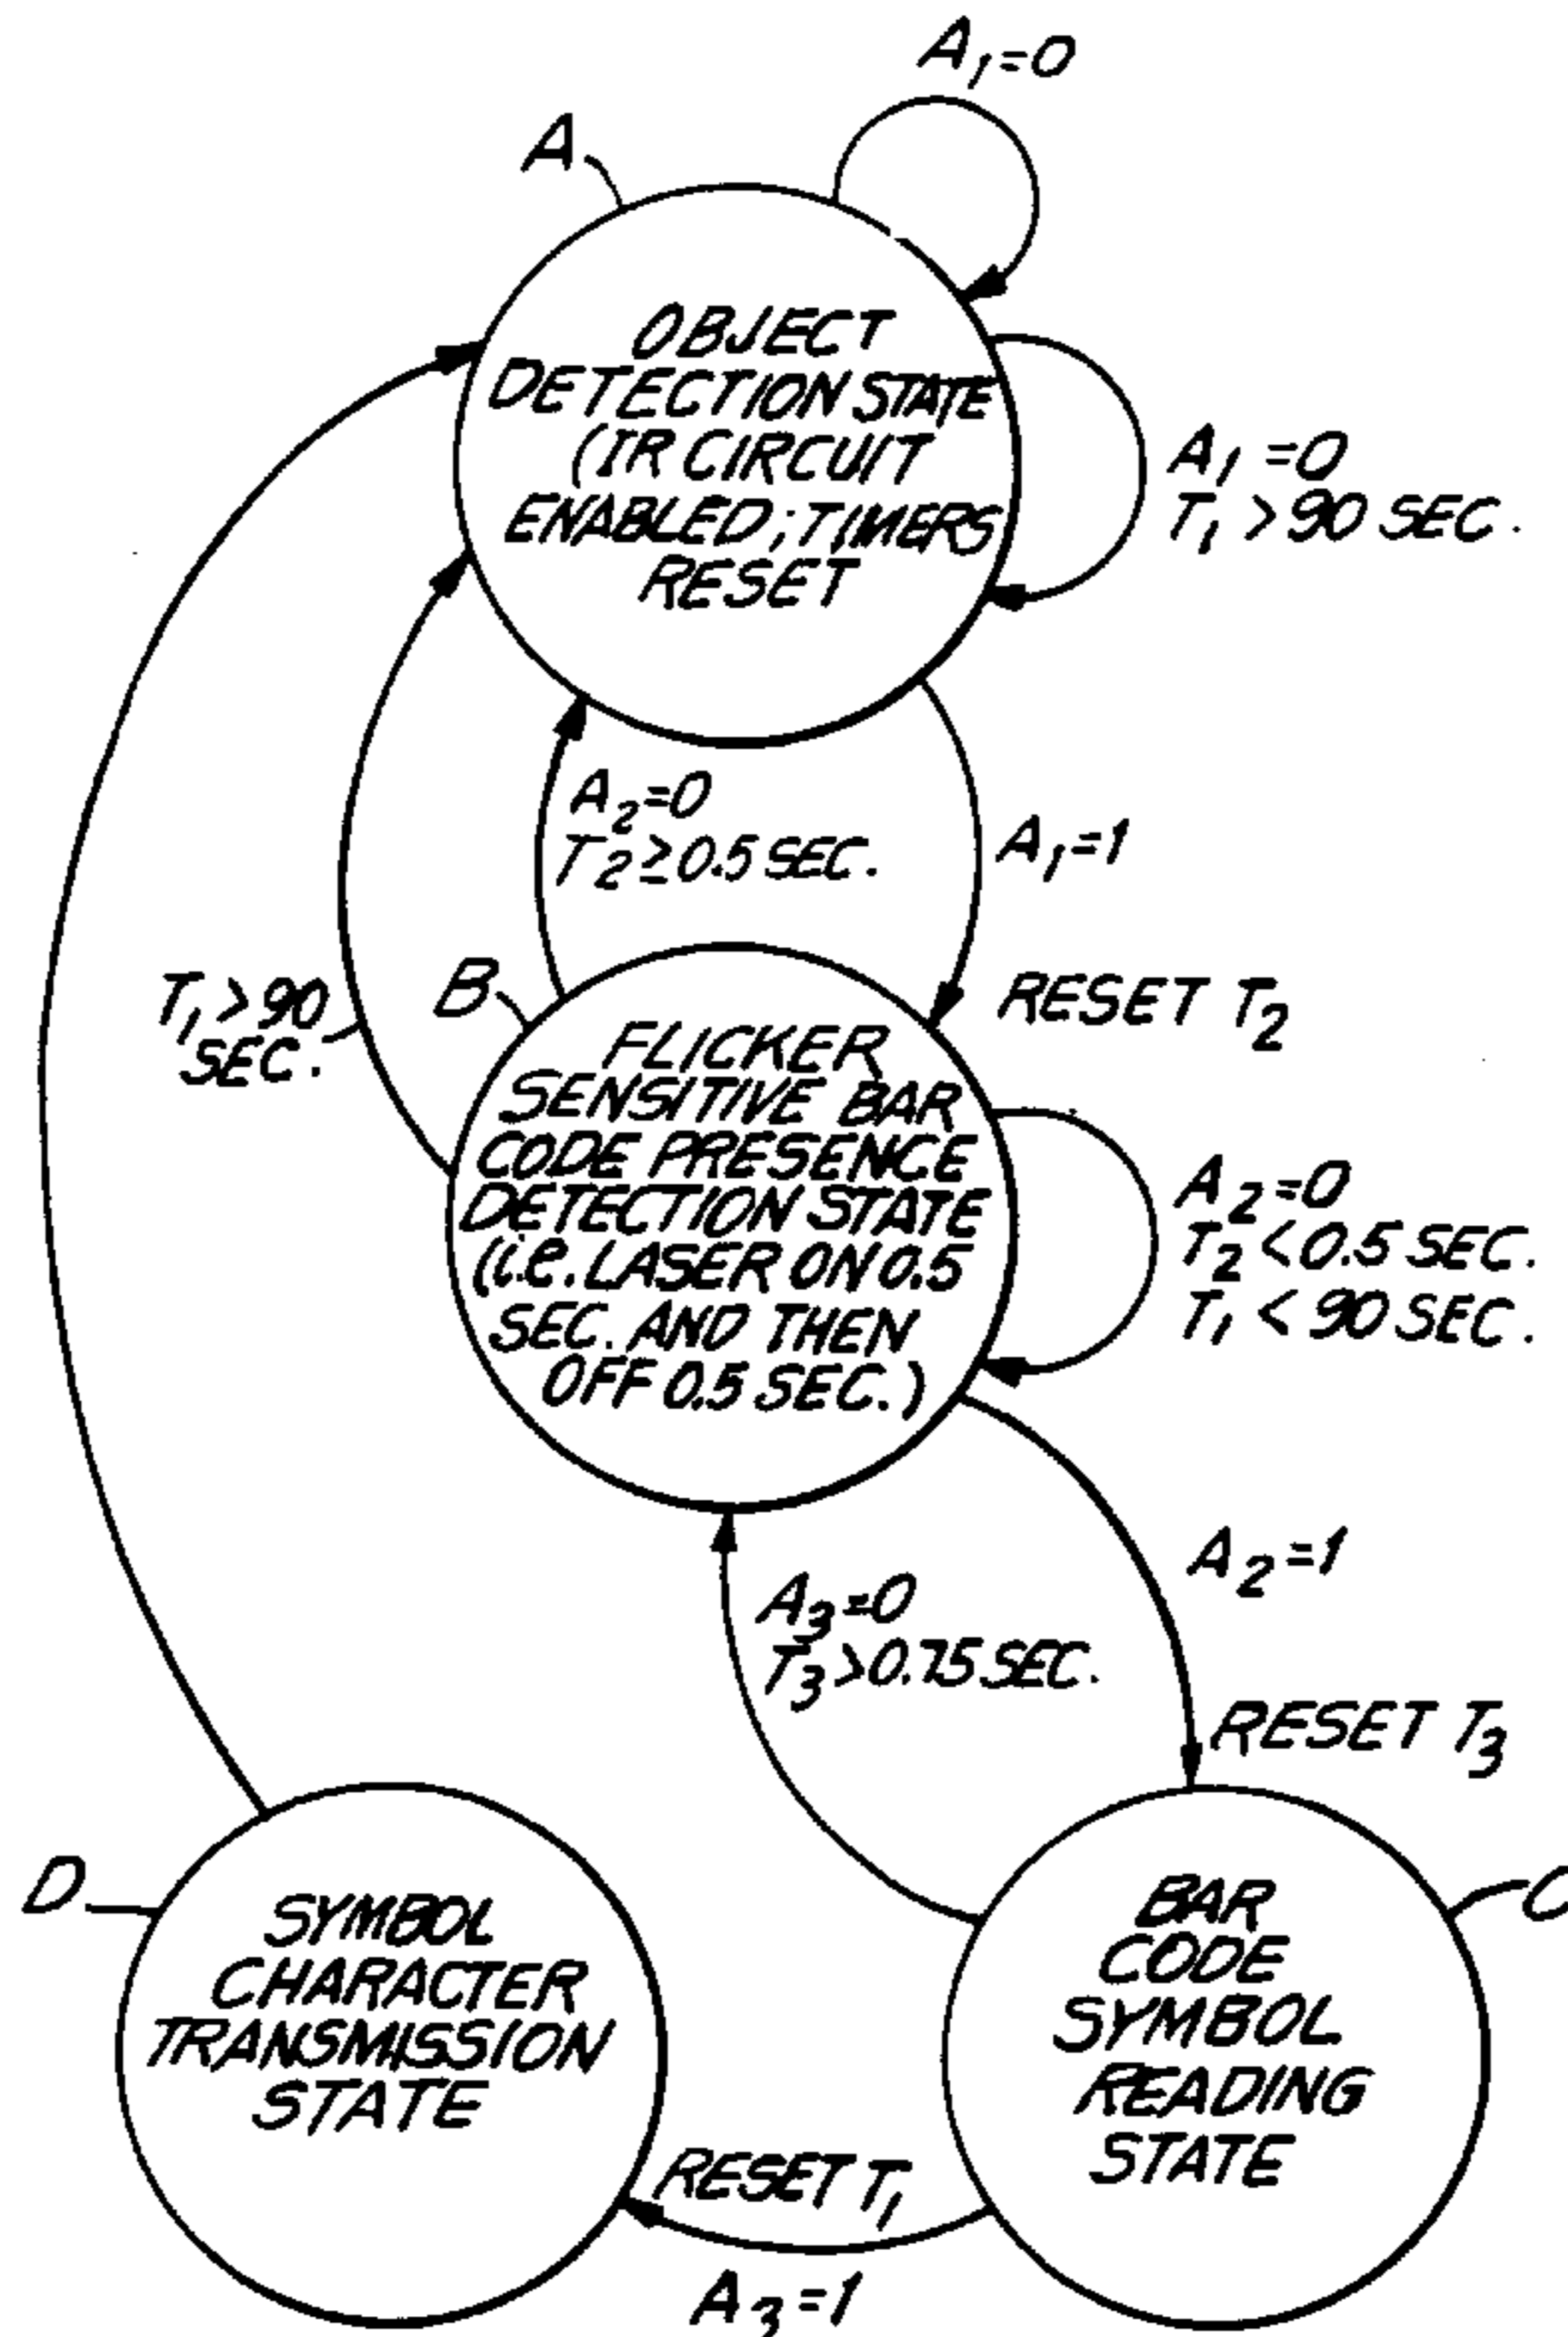 A₁=0
A
OBJECT
DETECTION STATE
(IR CIRCUIT
ENABLED; TIMERS
RESET
A₁=0
T₁>90 SEC.
A₂=0
T₂≥0.5 SEC.
A₁=1
RESET T₂
T₁>90
SEC.
B
FLICKER
SENSITIVE BAR
CODE PRESENCE
DETECTION STATE
(i.e. LASER ON 0.5
SEC. AND THEN
OFF 0.5 SEC.)
A₂=0
T₂<0.5 SEC.
T₁<90 SEC.
A₂=1
A₃=0
T₃>0.75 SEC.
RESET T₃
D
SYMBOL
CHARACTER
TRANSMISSION
STATE
C
BAR
CODE
SYMBOL
READING
STATE
RESET T₁
A₃=1